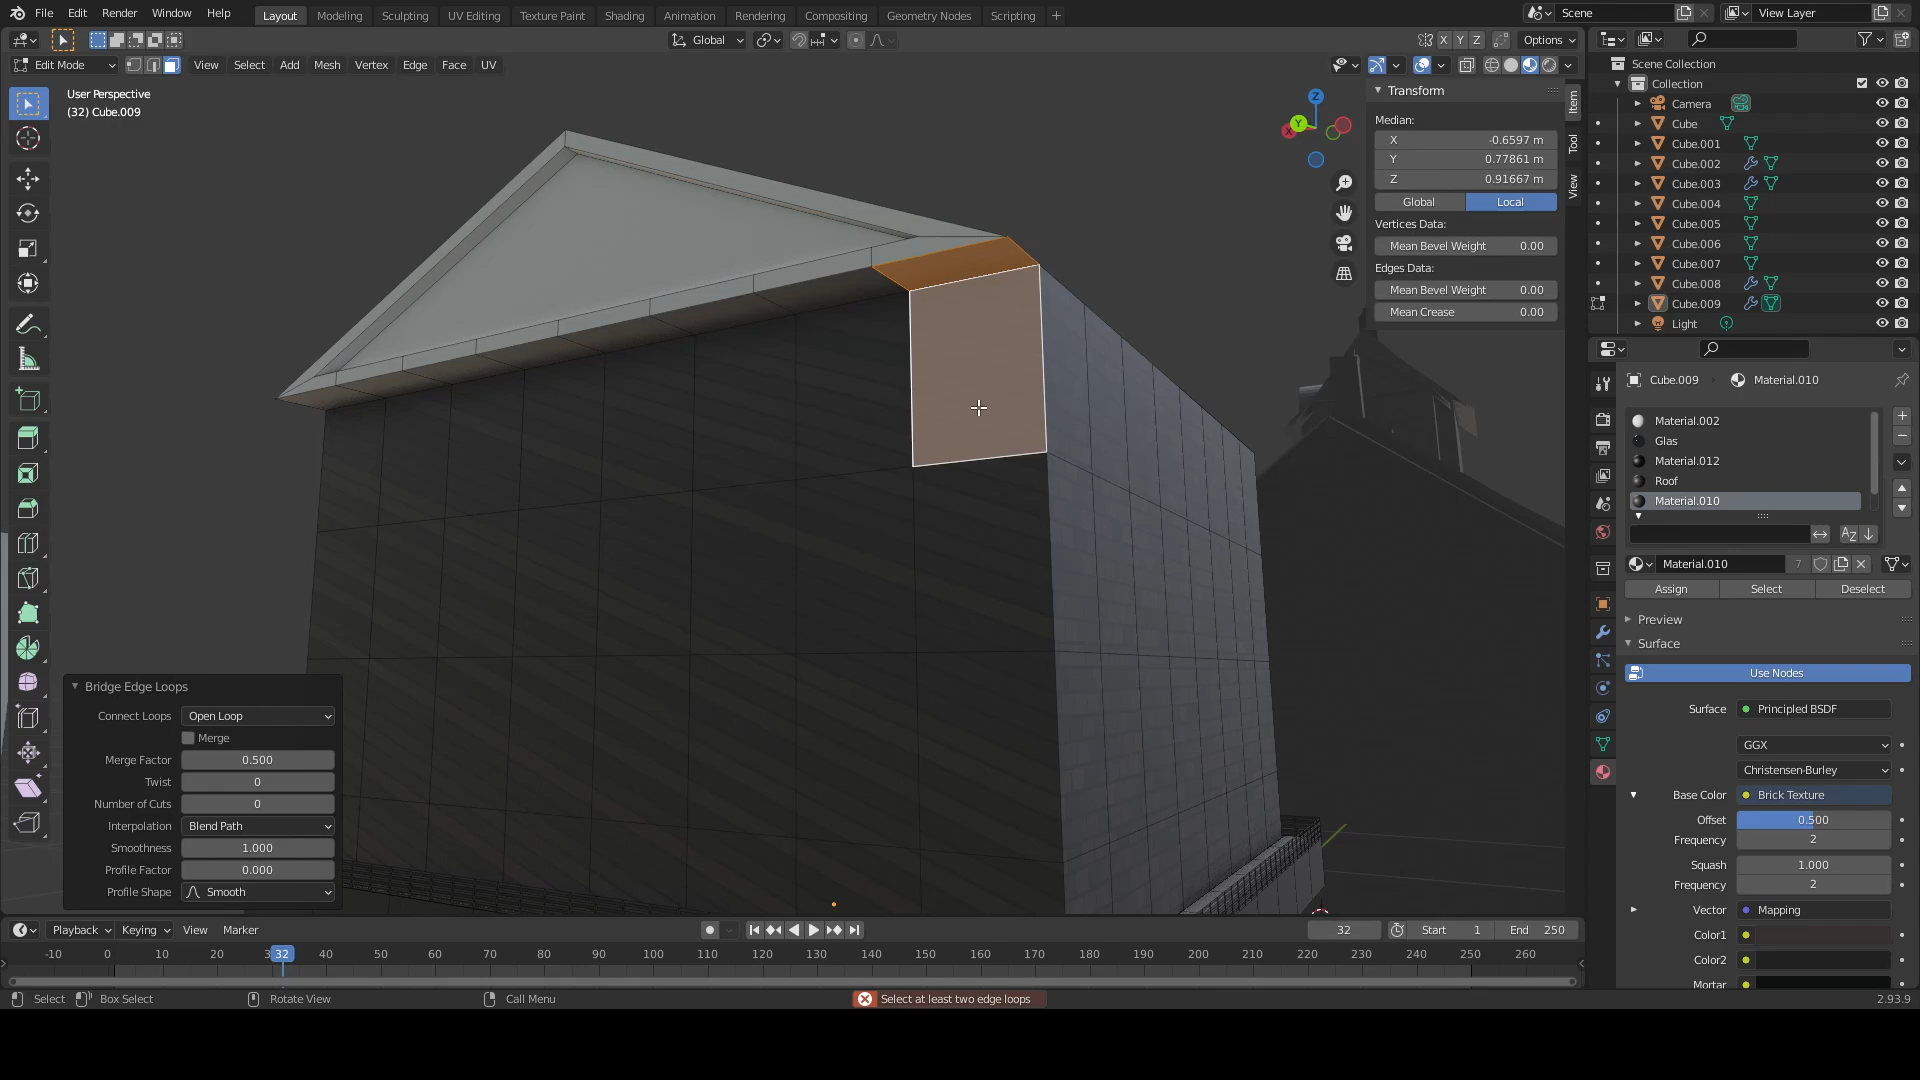 File Edit Render Window Help Layout Modeling Sculpting UV Editing Texture Paint Shading Animation Rendering Compositing Geometry Nodes Scripting + Scene View Layer
Global X Y Z Options
Edit Mode View Select Add Mesh Vertex Edge Face UV
User Perspective
(32) Cube.009
Z
Y
X
Transform
Median:
X -0.6597 m
Y 0.77861 m
Z 0.91667 m
Global Local
Vertices Data:
Mean Bevel Weight 0.00
Edges Data:
Mean Bevel Weight 0.00
Mean Crease 0.00
Item
Tool
View
Scene Collection
Collection
Camera
Cube
Cube.001
Cube.002
Cube.003
Cube.004
Cube.005
Cube.006
Cube.007
Cube.008
Cube.009
Light
Cube.009 Material.010
Material.002
Glas
Material.012
Roof
Material.010
Material.010 7
Assign Select Deselect
Preview
Surface
Use Nodes
Surface Principled BSDF
GGX
Christensen-Burley
Base Color Brick Texture
Offset 0.500
Frequency 2
Squash 1.000
Frequency 2
Vector Mapping
Color1
Color2
Mortar
Bridge Edge Loops
Connect Loops Open Loop
Merge
Merge Factor 0.500
Twist 0
Number of Cuts 0
Interpolation Blend Path
Smoothness 1.000
Profile Factor 0.000
Profile Shape Smooth
Playback Keying View Marker 32 Start 1 End 250
-10 0 10 20 32 40 50 60 70 80 90 100 110 120 130 140 150 160 170 180 190 200 210 220 230 240 250 260
Select Box Select Rotate View Call Menu Select at least two edge loops 2.93.9